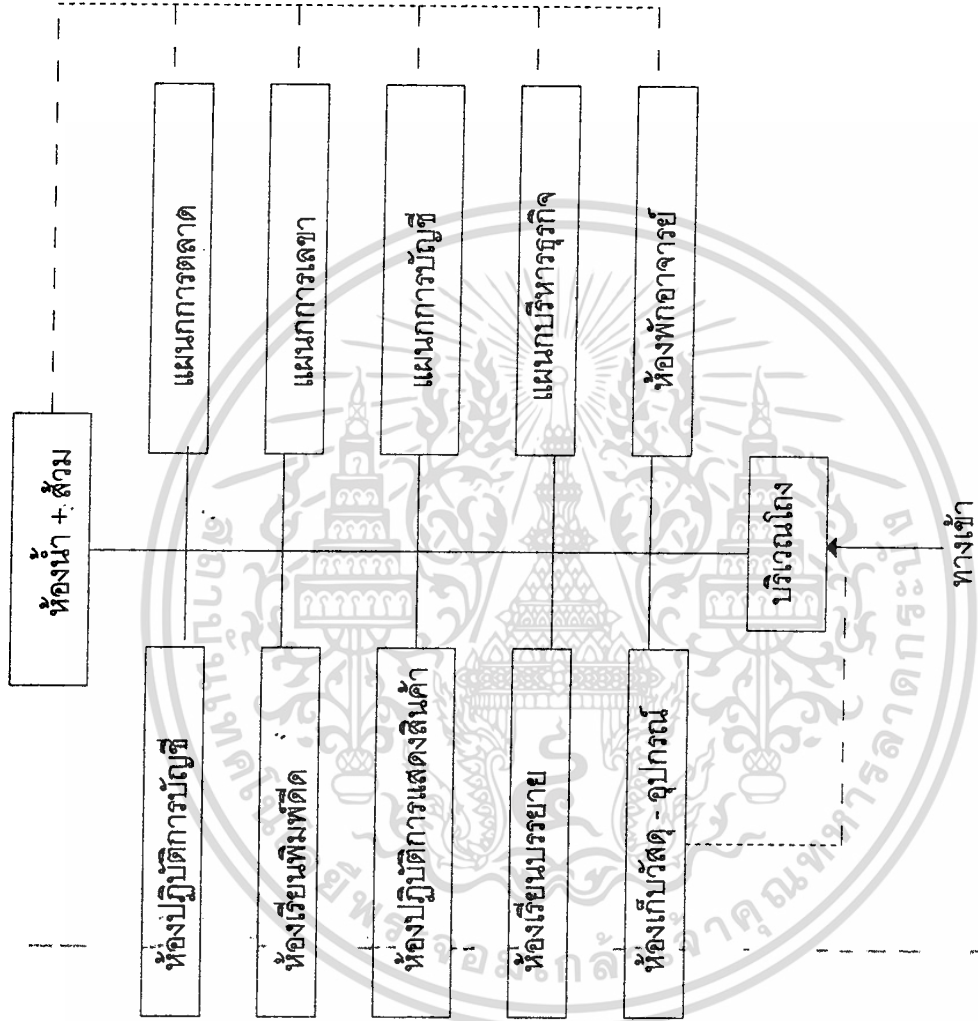 ห้องน้ำ + ส้วม
แผนกการตลาด
แผนกการเลขา
แผนกการบัญชี
แผนกบริหารธุรกิจ
ห้องพักอาจารย์
ห้องปฏิบัติการบัญชี
ห้องเรียนพิมพ์ดีด
ห้องปฏิบัติการแสดงสินค้า
ห้องเรียนบรรยาย
ห้องเก็บวัสดุ - อุปกรณ์
บริเวณโถง
ทางเข้า